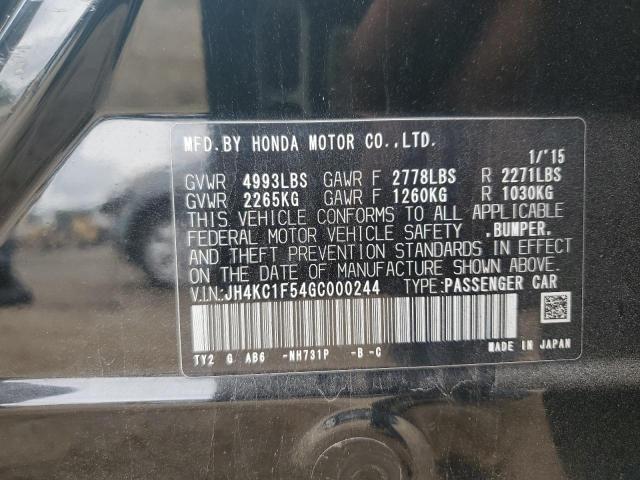 MFD.BY HONDA MOTOR CO.,LTD.
1/'15
GVWR 4993LBS GAWR F 2778LBS R 2271LBS
GVWR 2265KG GAWR F 1260KG R 1030KG
THIS VEHICLE CONFORMS TO ALL APPLICABLE
FEDERAL MOTOR VEHICLE SAFETY ,BUMPER,
AND THEFT PREVENTION STANDARDS IN EFFECT
ON THE DATE OF MANUFACTURE SHOWN ABOVE.
V.I.N:JH4KC1F54GC000244 TYPE:PASSENGER CAR
TY2 G AB6 -NH731P -B -C
MADE IN JAPAN